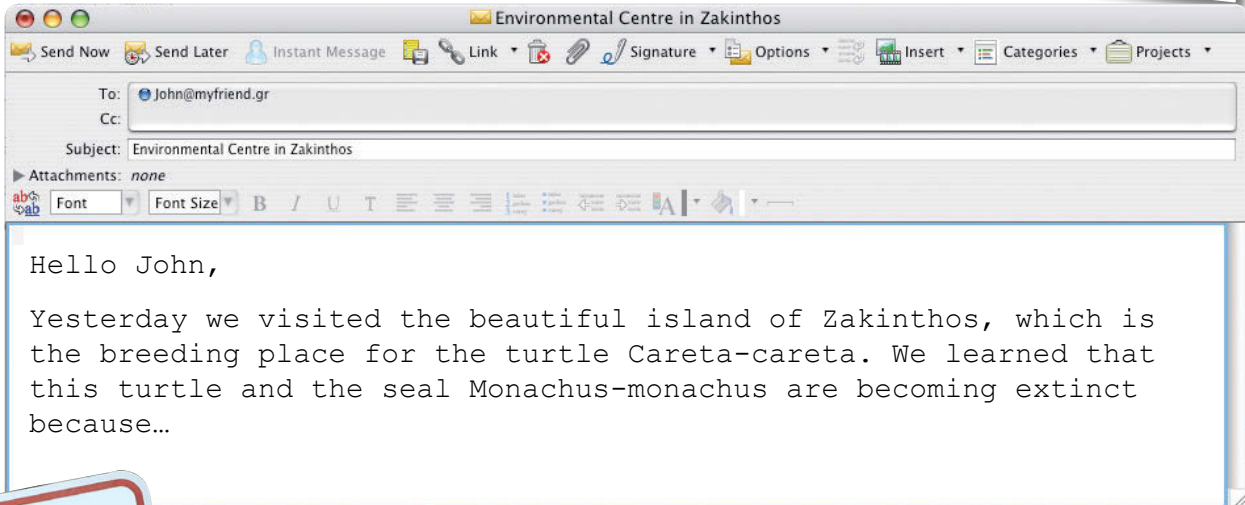 Environmental Centre in Zakinthos
Send Now Send Later Instant Message Link Signature Options Insert Categories Projects
To: John@myfriend.gr
Cc:
Subject: Environmental Centre in Zakinthos
Attachments: none
Font Font Size B I U T A
Hello John,
Yesterday we visited the beautiful island of Zakinthos, which is
the breeding place for the turtle Careta-careta. We learned that
this turtle and the seal Monachus-monachus are becoming extinct
because…